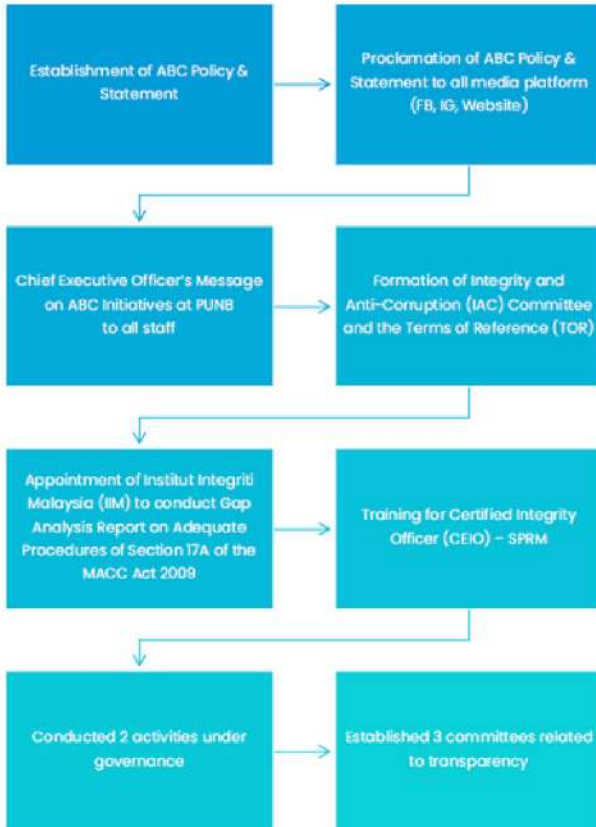 Establishment of ABC Policy &
Statement
Proclamation of ABC Policy &
Statement to all media platform
(FB, IG, Website)
Chief Executive Officer's Message
on ABC Initiatives at PUNB
to all staff
Formation of Integrity and
Anti-Corruption (IAC) Committee
and the Terms of Reference (TOR)
Appointment of Institut Integriti
Malaysia (IIM) to conduct Gap
Analysis Report on Adequate
Procedures of Section 17A of the
MACC Act 2009
Training for Certified Integrity
Officer (CEIO) – SPRM
Conducted 2 activities under
governance
Established 3 committees related
to transparency